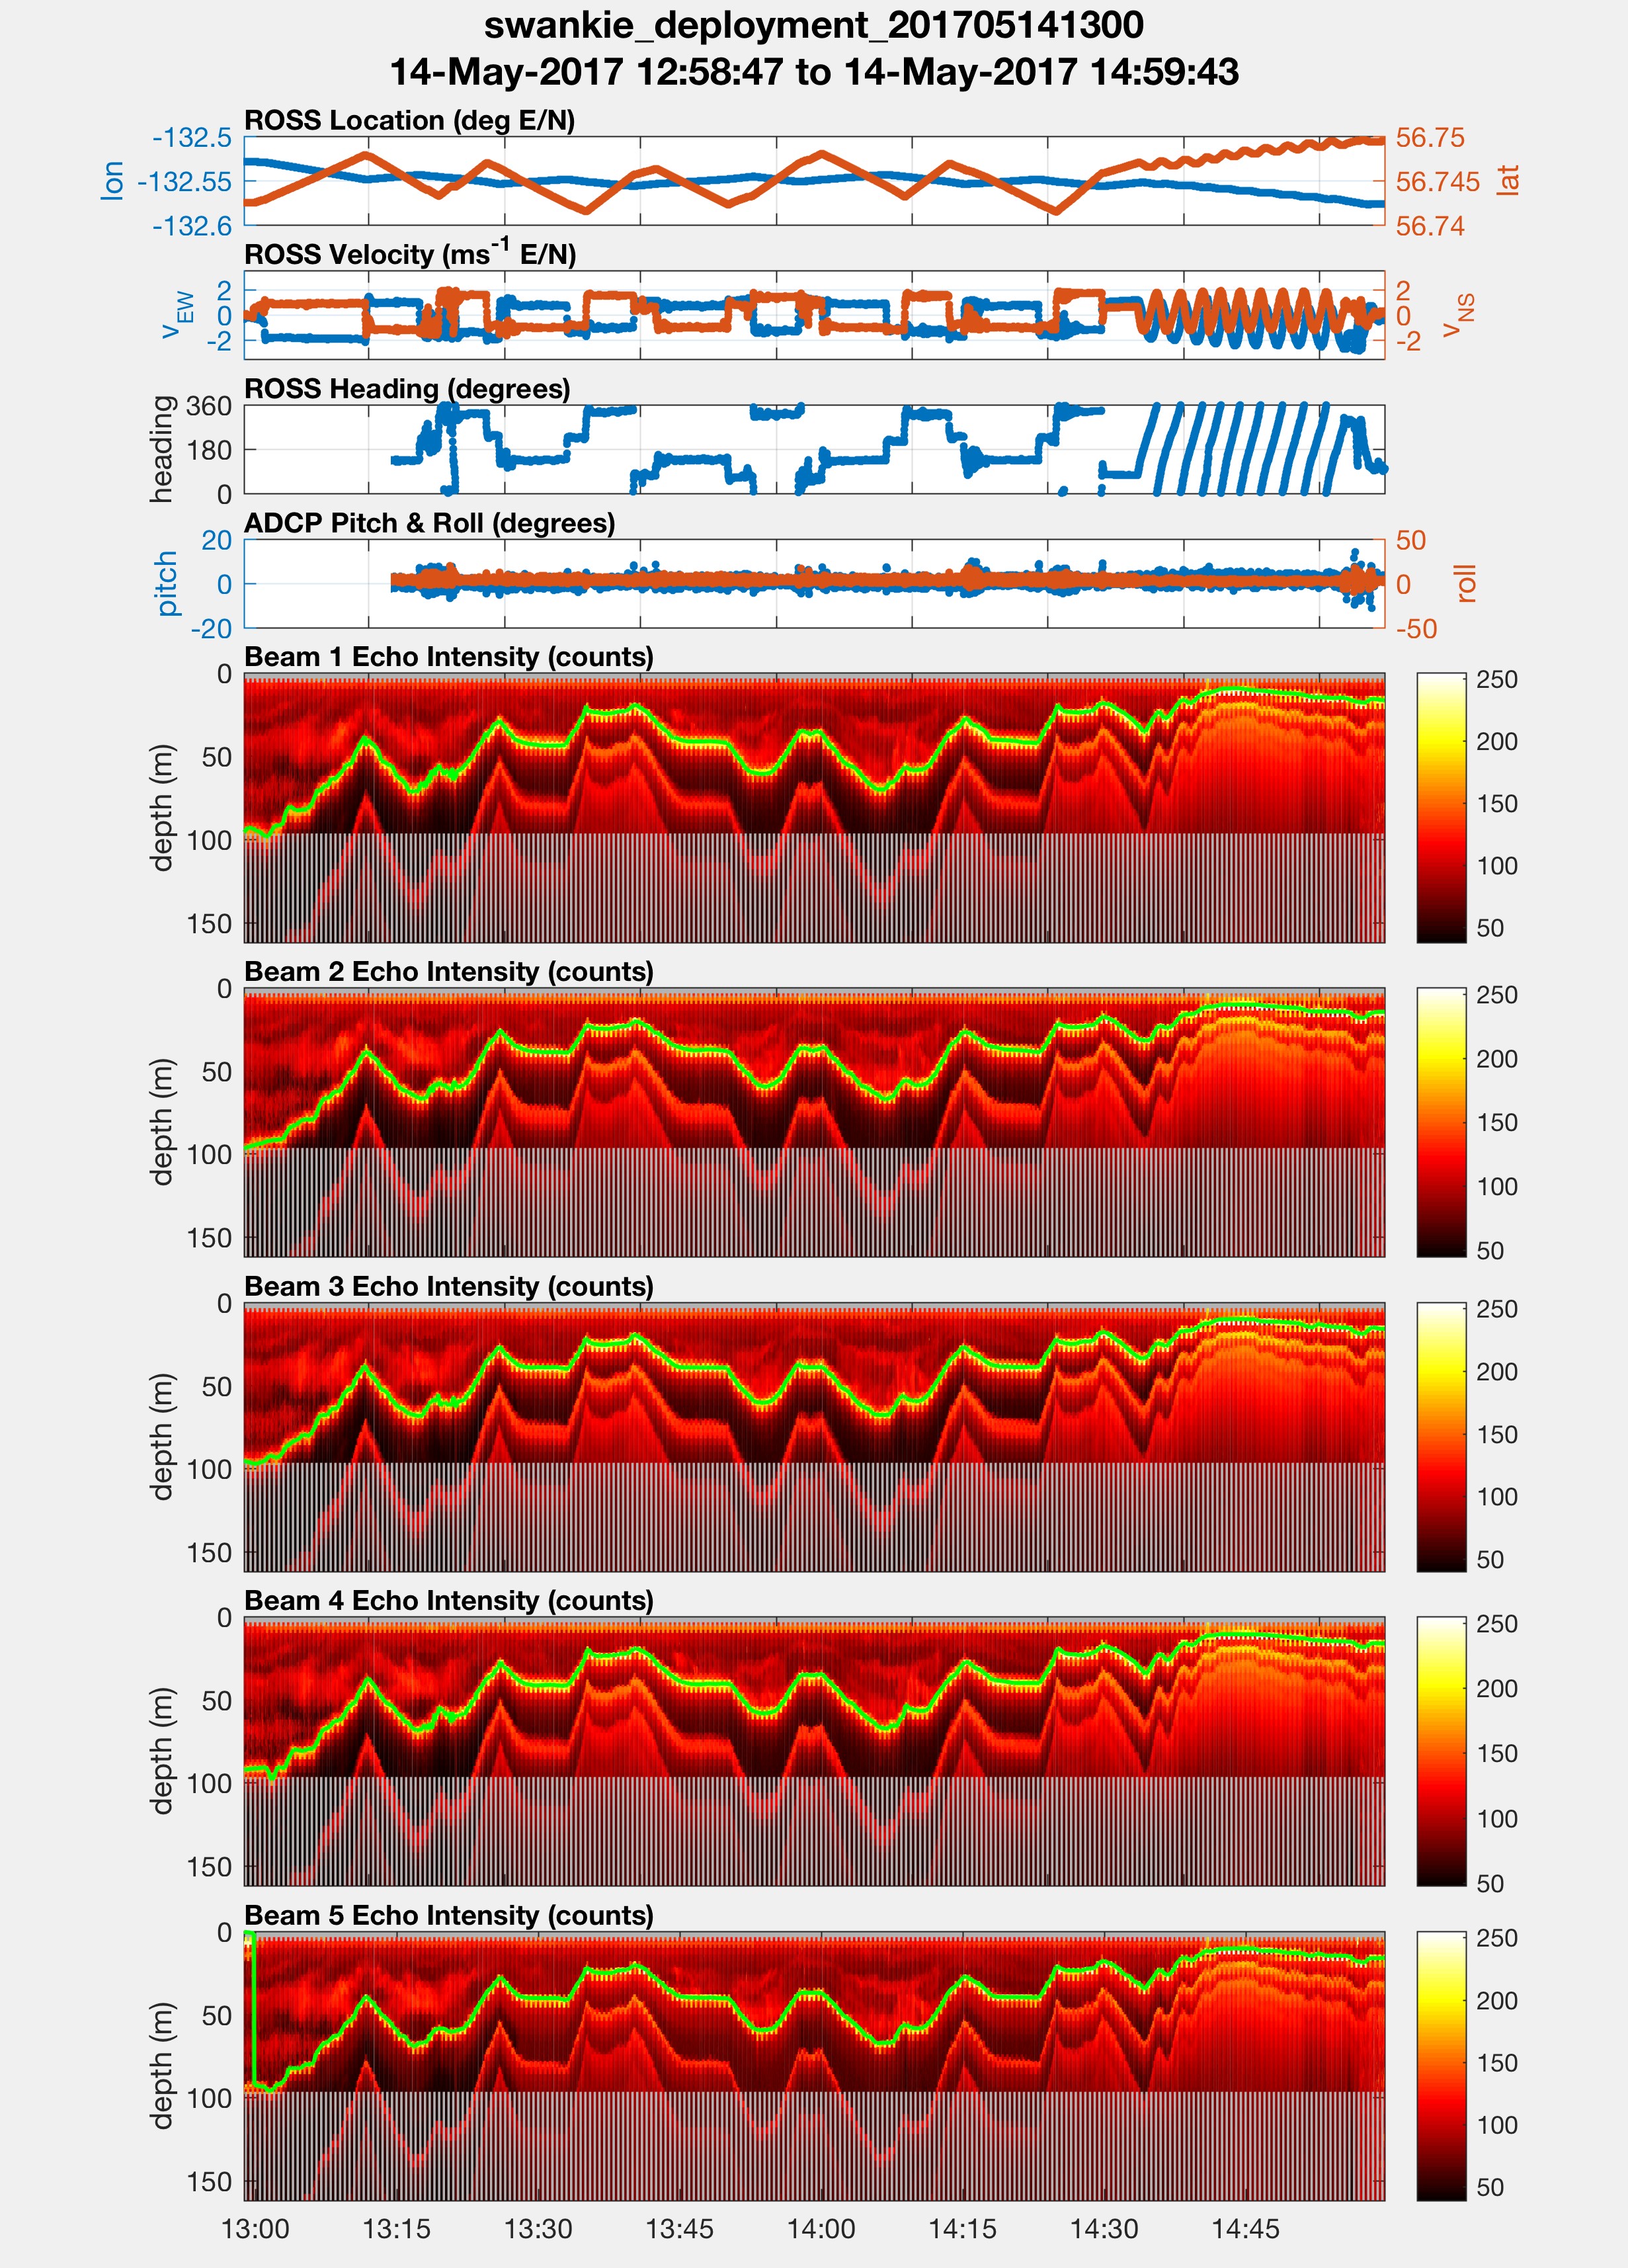 swankie_deployment_201705141300
14-May-2017 12:58:47 to 14-May-2017 14:59:43
ROSS Location (deg E/N)
-132.5
-132.55
-132.6
lon
56.75
56.745
56.74
lat
ROSS Velocity (ms-1 E/N)
2
0
-2
vEW
2
0
-2
vNS
ROSS Heading (degrees)
360
180
0
heading
ADCP Pitch & Roll (degrees)
20
0
-20
pitch
50
0
-50
roll
Beam 1 Echo Intensity (counts)
0
50
100
150
depth (m)
250
200
150
100
50
Beam 2 Echo Intensity (counts)
0
50
100
150
depth (m)
250
200
150
100
50
Beam 3 Echo Intensity (counts)
0
50
100
150
depth (m)
250
200
150
100
50
Beam 4 Echo Intensity (counts)
0
50
100
150
depth (m)
250
200
150
100
50
Beam 5 Echo Intensity (counts)
0
50
100
150
depth (m)
250
200
150
100
50
13:00 13:15 13:30 13:45 14:00 14:15 14:30 14:45